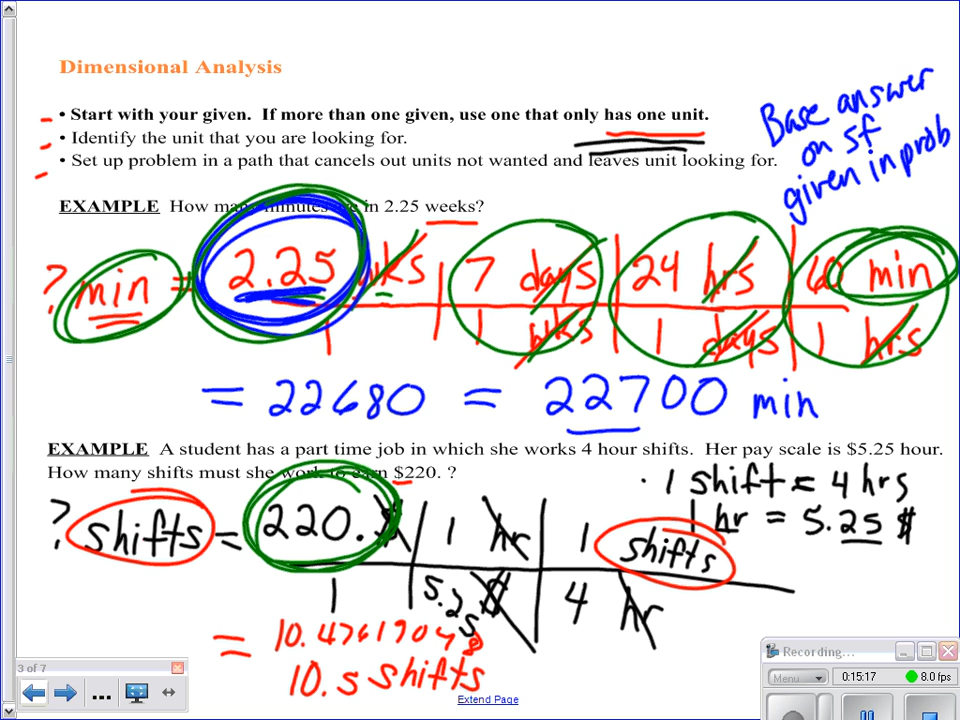 Dimensional Analysis
• Start with your given. If more than one given, use one that only has one unit.
• Identify the unit that you are looking for.
• Set up problem in a path that cancels out units not wanted and leaves unit looking for.
Base answer
on sf
given in prob
EXAMPLE How many minutes are in 2.25 weeks?
? min = 2.25 wks | 7 days | 24 hrs | 60 min
1 | 1 wks | 1 days | 1 hrs
= 22680 = 22700 min
EXAMPLE A student has a part time job in which she works 4 hour shifts. Her pay scale is $5.25 hour.
How many shifts must she work to earn $220. ?
1 shift = 4 hrs
1 hr = 5.25 $
? shifts = 220. $ | 1 hr | 1 shifts
1 | 5.25 $ | 4 hr
= 10.47619048
10.5 shifts
3 of 7
Extend Page
Recording...
Menu
0:15:17
8.0 fps